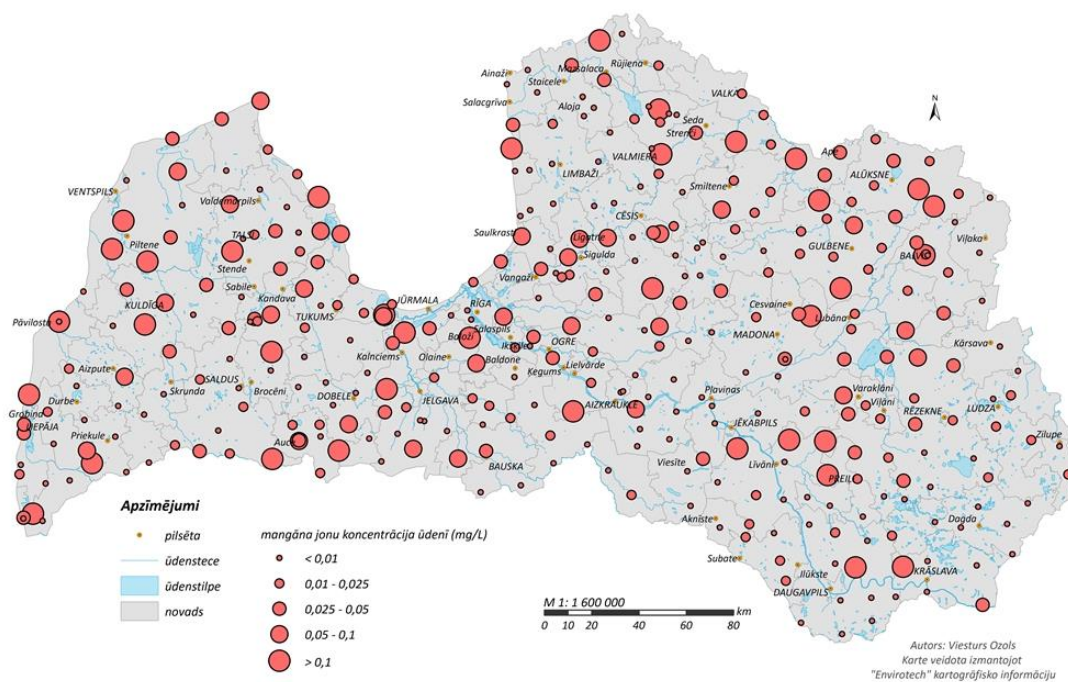 N
Ainaži
Mazsalaca
Rūjiena
Staicele
Salacgrīva
Aloja
VALKA
Seda
Strenči
VALMIERA
Ape
ALŪKSNE
LIMBAŽI
Smiltene
VENTSPILS
Valdemārpils
CĒSIS
Piltene
TALSI
Saulkrasti
Līgatne
Sigulda
GULBENE
Viļaka
BALVI
Stende
Vangaži
Sabile
Kandava
KULDĪGA
JŪRMALA
RĪGA
Cesvaine
Lubāna
Pāvilosta
TUKUMS
Salaspils
Baloži
Ikšķile
OGRE
MADONA
Kārsava
Kalnciems
Olaine
Baldone
Ķegums
Lielvārde
Aizpute
Skrunda
SALDUS
Brocēni
DOBELE
JELGAVA
AIZKRAUKLE
Pļaviņas
Varakļāni
Viļāni
RĒZEKNE
LUDZA
Durbe
Grobiņa
LIEPĀJA
Priekule
Auce
JĒKABPILS
Zilupe
BAUSKA
Viesīte
Līvāni
PREIĻI
Aknīste
Dagda
Subate
Ilūkste
KRĀSLAVA
DAUGAVPILS
Apzīmējumi
pilsēta
ūdenstece
ūdenstilpe
novads
mangāna jonu koncentrācija ūdenī (mg/L)
< 0,01
0,01 - 0,025
0,025 - 0,05
0,05 - 0,1
> 0,1
M 1: 1 600 000
km
0 10 20 40 60 80
Autors: Viesturs Ozols
Karte veidota izmantojot
"Envirotech" kartogrāfisko informāciju